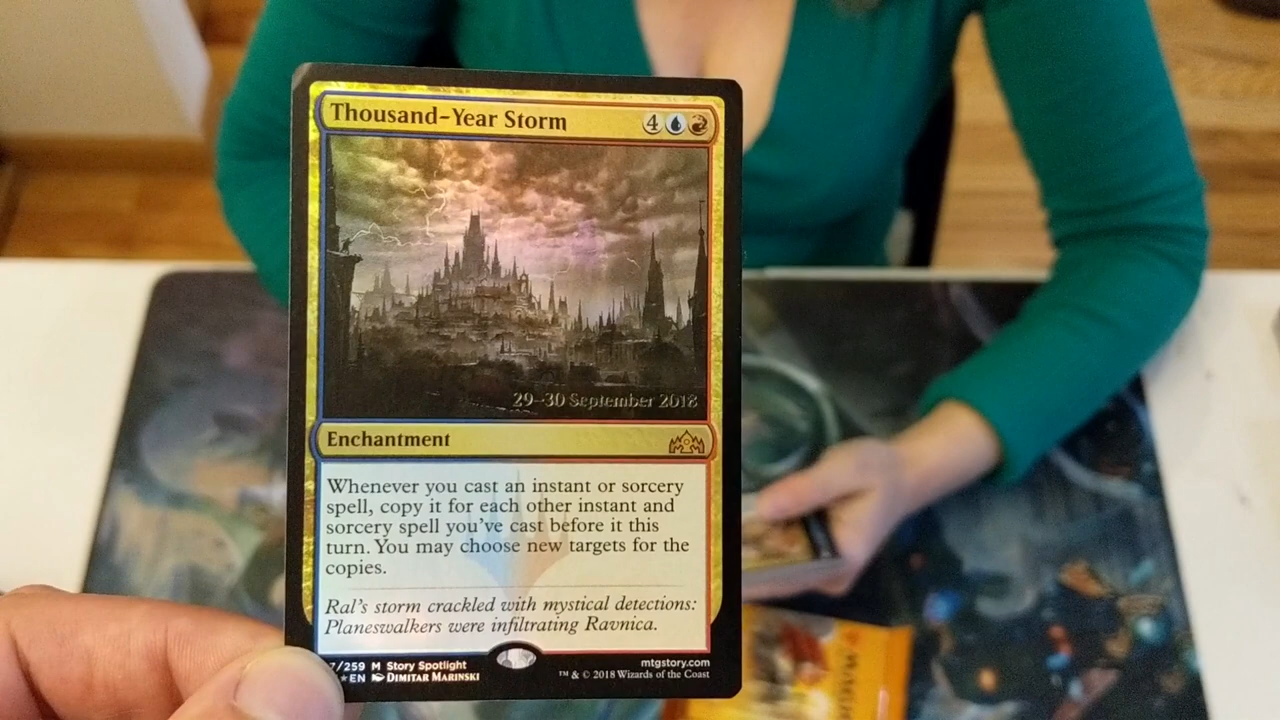 Thousand-Year Storm 4
29-30 September 2018
Enchantment
Whenever you cast an instant or sorcery
spell, copy it for each other instant and
sorcery spell you've cast before it this
turn. You may choose new targets for the
copies.
Ral's storm crackled with mystical detections:
Planeswalkers were infiltrating Ravnica.
/259 M Story Spotlight
EN DIMITAR MARINSKI
mtgstory.com
™ & © 2018 Wizards of the Coast